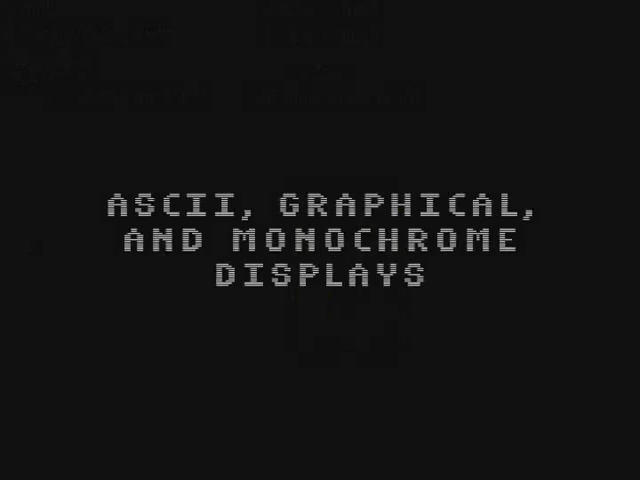 ASCII, GRAPHICAL,
AND MONOCHROME
DISPLAYS